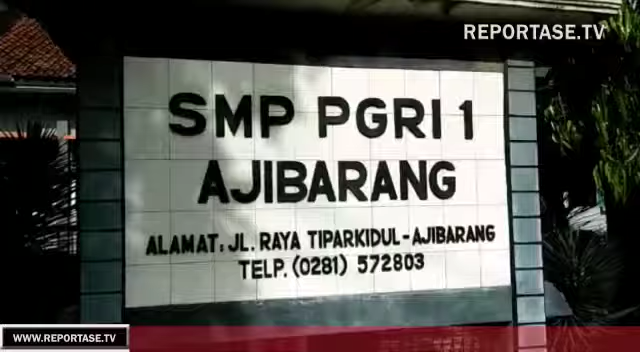 REPORTASE.TV
SMP PGRI 1
AJIBARANG
ALAMAT: JL. RAYA TIPARKIDUL-AJIBARANG
TELP. (0281) 572803
WWW.REPORTASE.TV